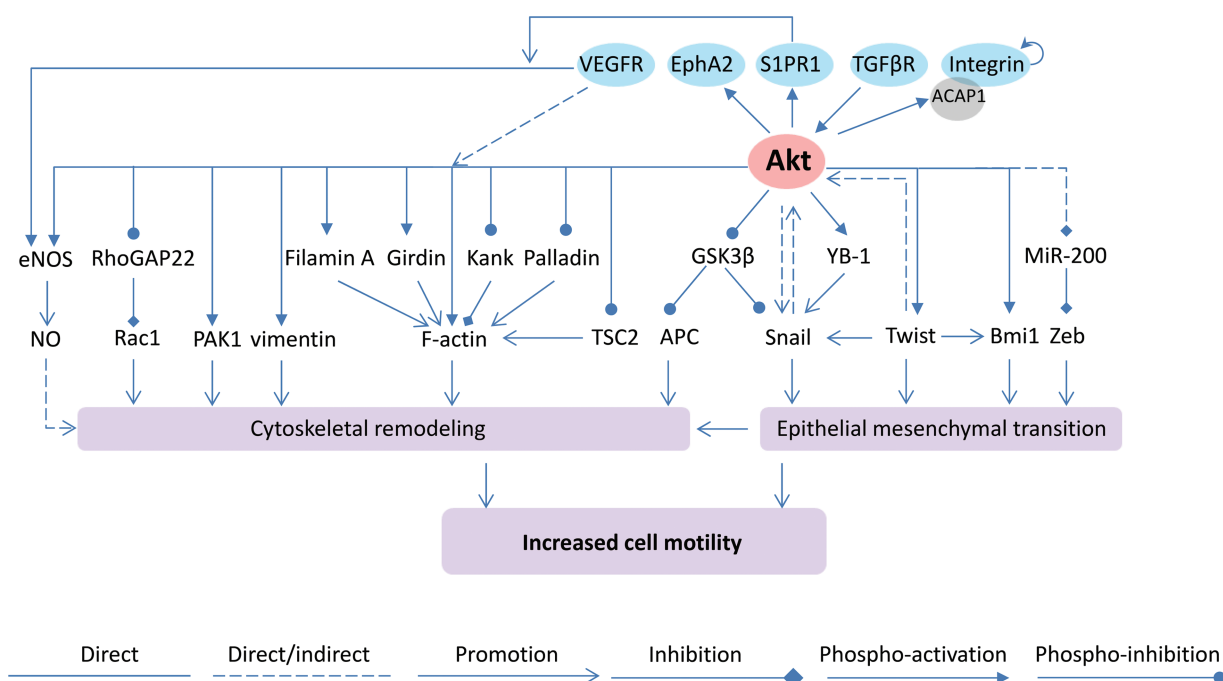 VEGFR EphA2 S1PR1 TGFβR Integrin
ACAP1
Akt
eNOS RhoGAP22 Filamin A Girdin Kank Palladin GSK3β YB-1 MiR-200
NO Rac1 PAK1 vimentin F-actin TSC2 APC Snail Twist Bmi1 Zeb
Cytoskeletal remodeling Epithelial mesenchymal transition
Increased cell motility
Direct Direct/indirect Promotion Inhibition Phospho-activation Phospho-inhibition